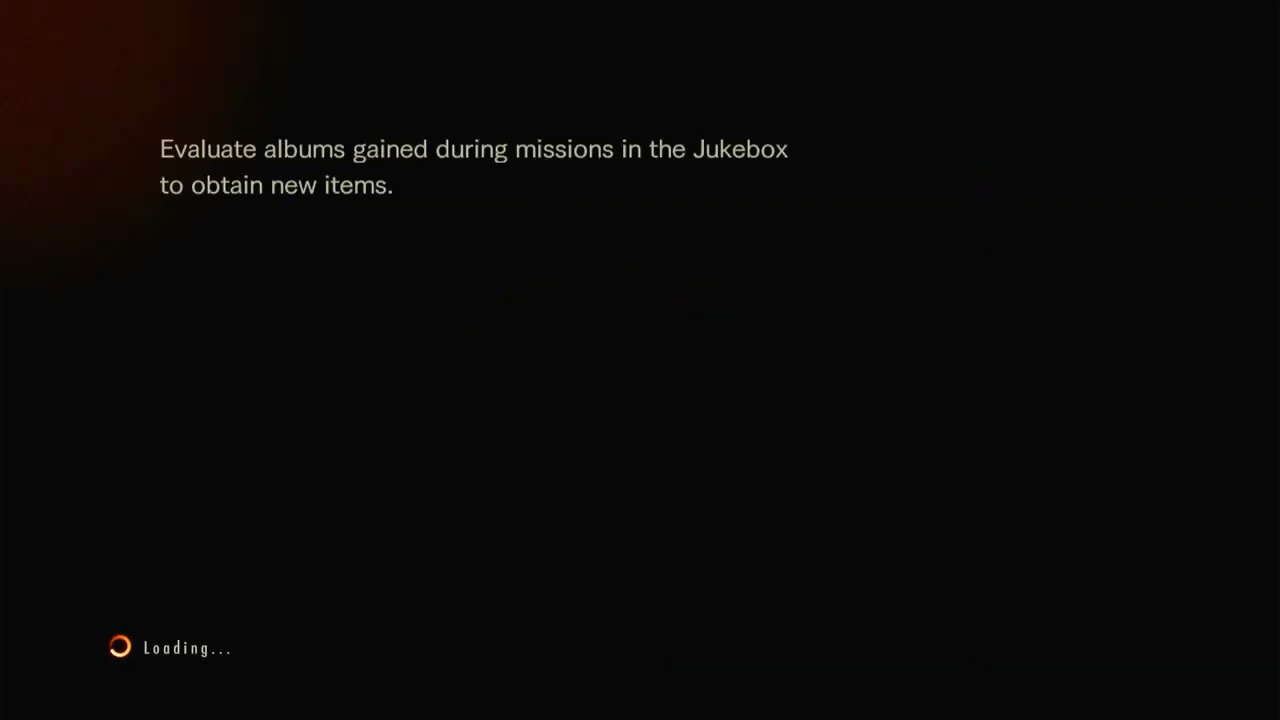 Evaluate albums gained during missions in the Jukebox
to obtain new items.
Loading...